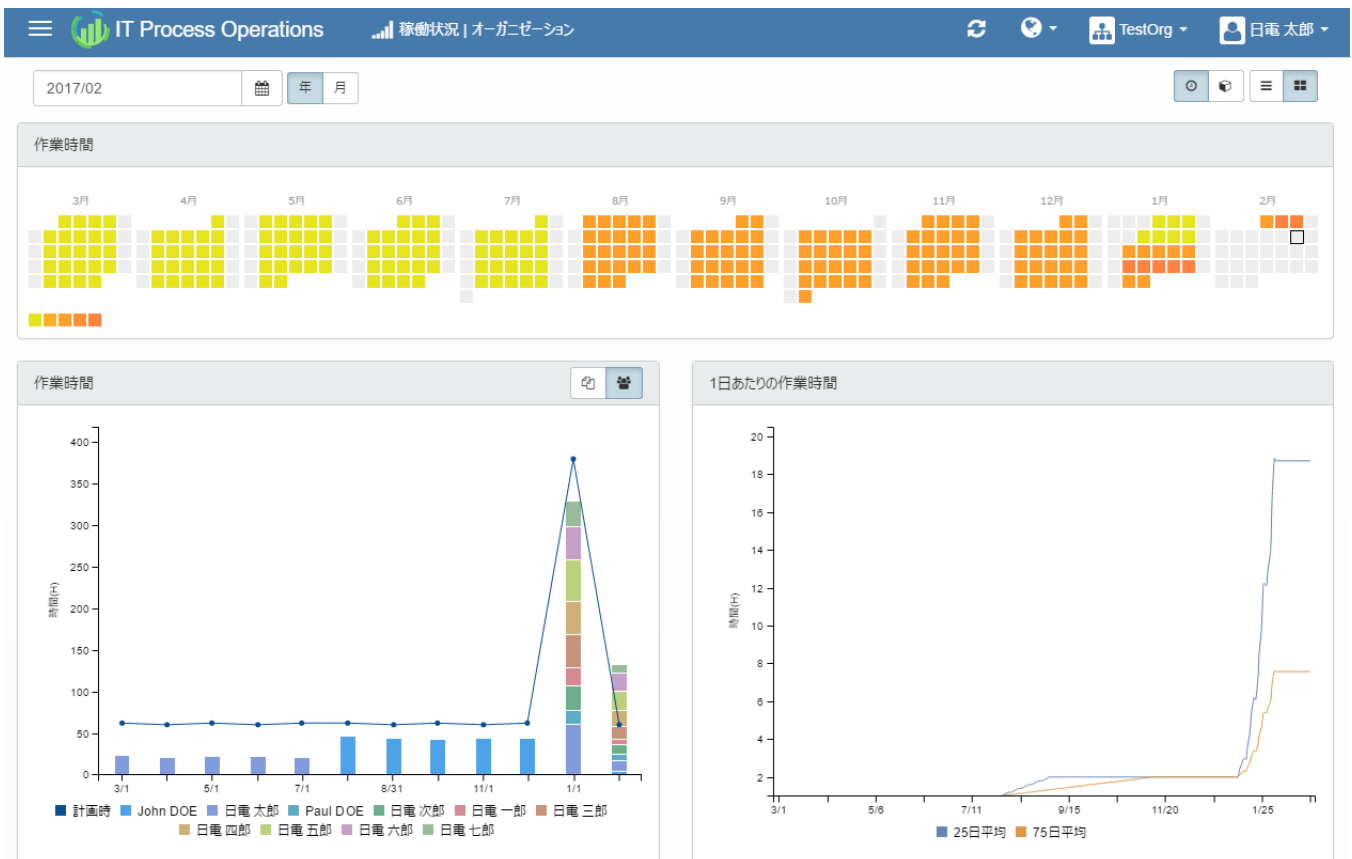 IT Process Operations 稼働状況 | オーガニゼーション TestOrg 日電 太郎
2017/02 年 月
作業時間
3月 4月 5月 6月 7月 8月 9月 10月 11月 12月 1月 2月
作業時間
400
350
300
250
200
150
100
50
0
時間(H)
3/1 5/1 7/1 8/31 11/1 1/1
計画時 John DOE 日電 太郎 Paul DOE 日電 次郎 日電 一郎 日電 三郎
日電 四郎 日電 五郎 日電 六郎 日電 七郎
1日あたりの作業時間
20
18
16
14
12
10
8
6
4
2
時間(H)
3/1 5/6 7/11 9/15 11/20 1/25
25日平均 75日平均